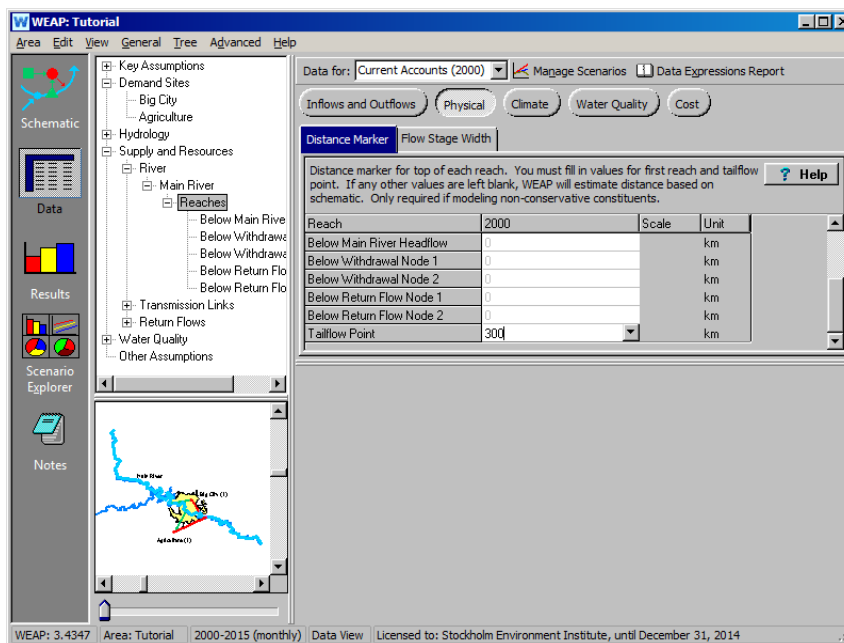 WEAP: Tutorial
Area Edit View General Tree Advanced Help
Schematic
Data
Results
Scenario
Explorer
Notes
Key Assumptions
Demand Sites
Big City
Agriculture
Hydrology
Supply and Resources
River
Main River
Reaches
Below Main Rive
Below Withdrawa
Below Withdrawa
Below Return Flo
Below Return Flo
Transmission Links
Return Flows
Water Quality
Other Assumptions
Main River
Big City (1)
Agriculture (1)
Data for: Current Accounts (2000) Manage Scenarios Data Expressions Report
Inflows and Outflows Physical Climate Water Quality Cost
Distance Marker Flow Stage Width
Distance marker for top of each reach. You must fill in values for first reach and tailflow
point. If any other values are left blank, WEAP will estimate distance based on
schematic. Only required if modeling non-conservative constituents.
? Help
Reach 2000 Scale Unit
Below Main River Headflow 0 km
Below Withdrawal Node 1 0 km
Below Withdrawal Node 2 0 km
Below Return Flow Node 1 0 km
Below Return Flow Node 2 0 km
Tailflow Point 300 km
WEAP: 3.4347 Area: Tutorial 2000-2015 (monthly) Data View Licensed to: Stockholm Environment Institute, until December 31, 2014